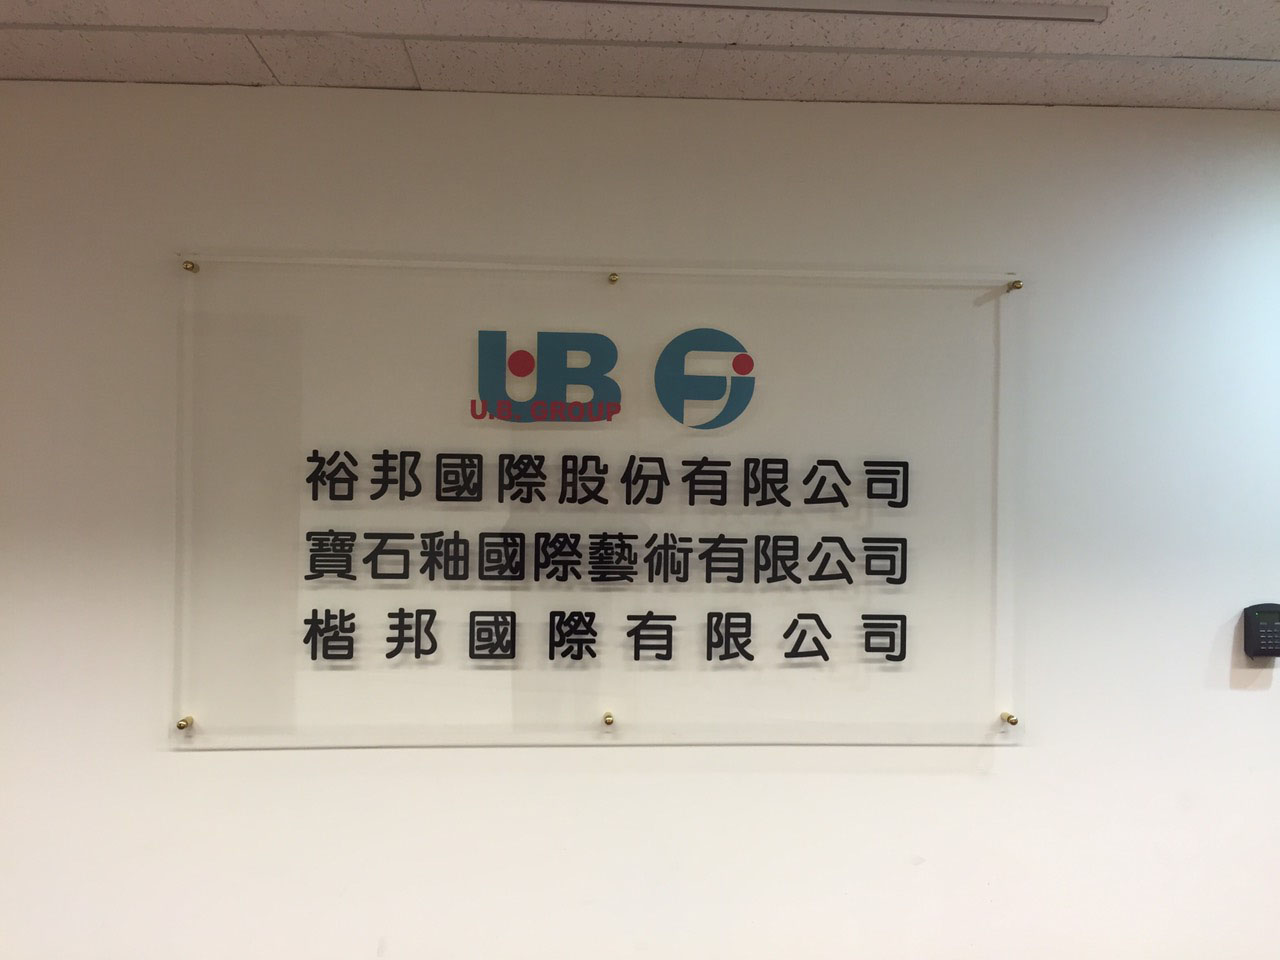 UB
U.B. GROUP
裕邦國際股份有限公司
寶石釉國際藝術有限公司
楷邦國際有限公司